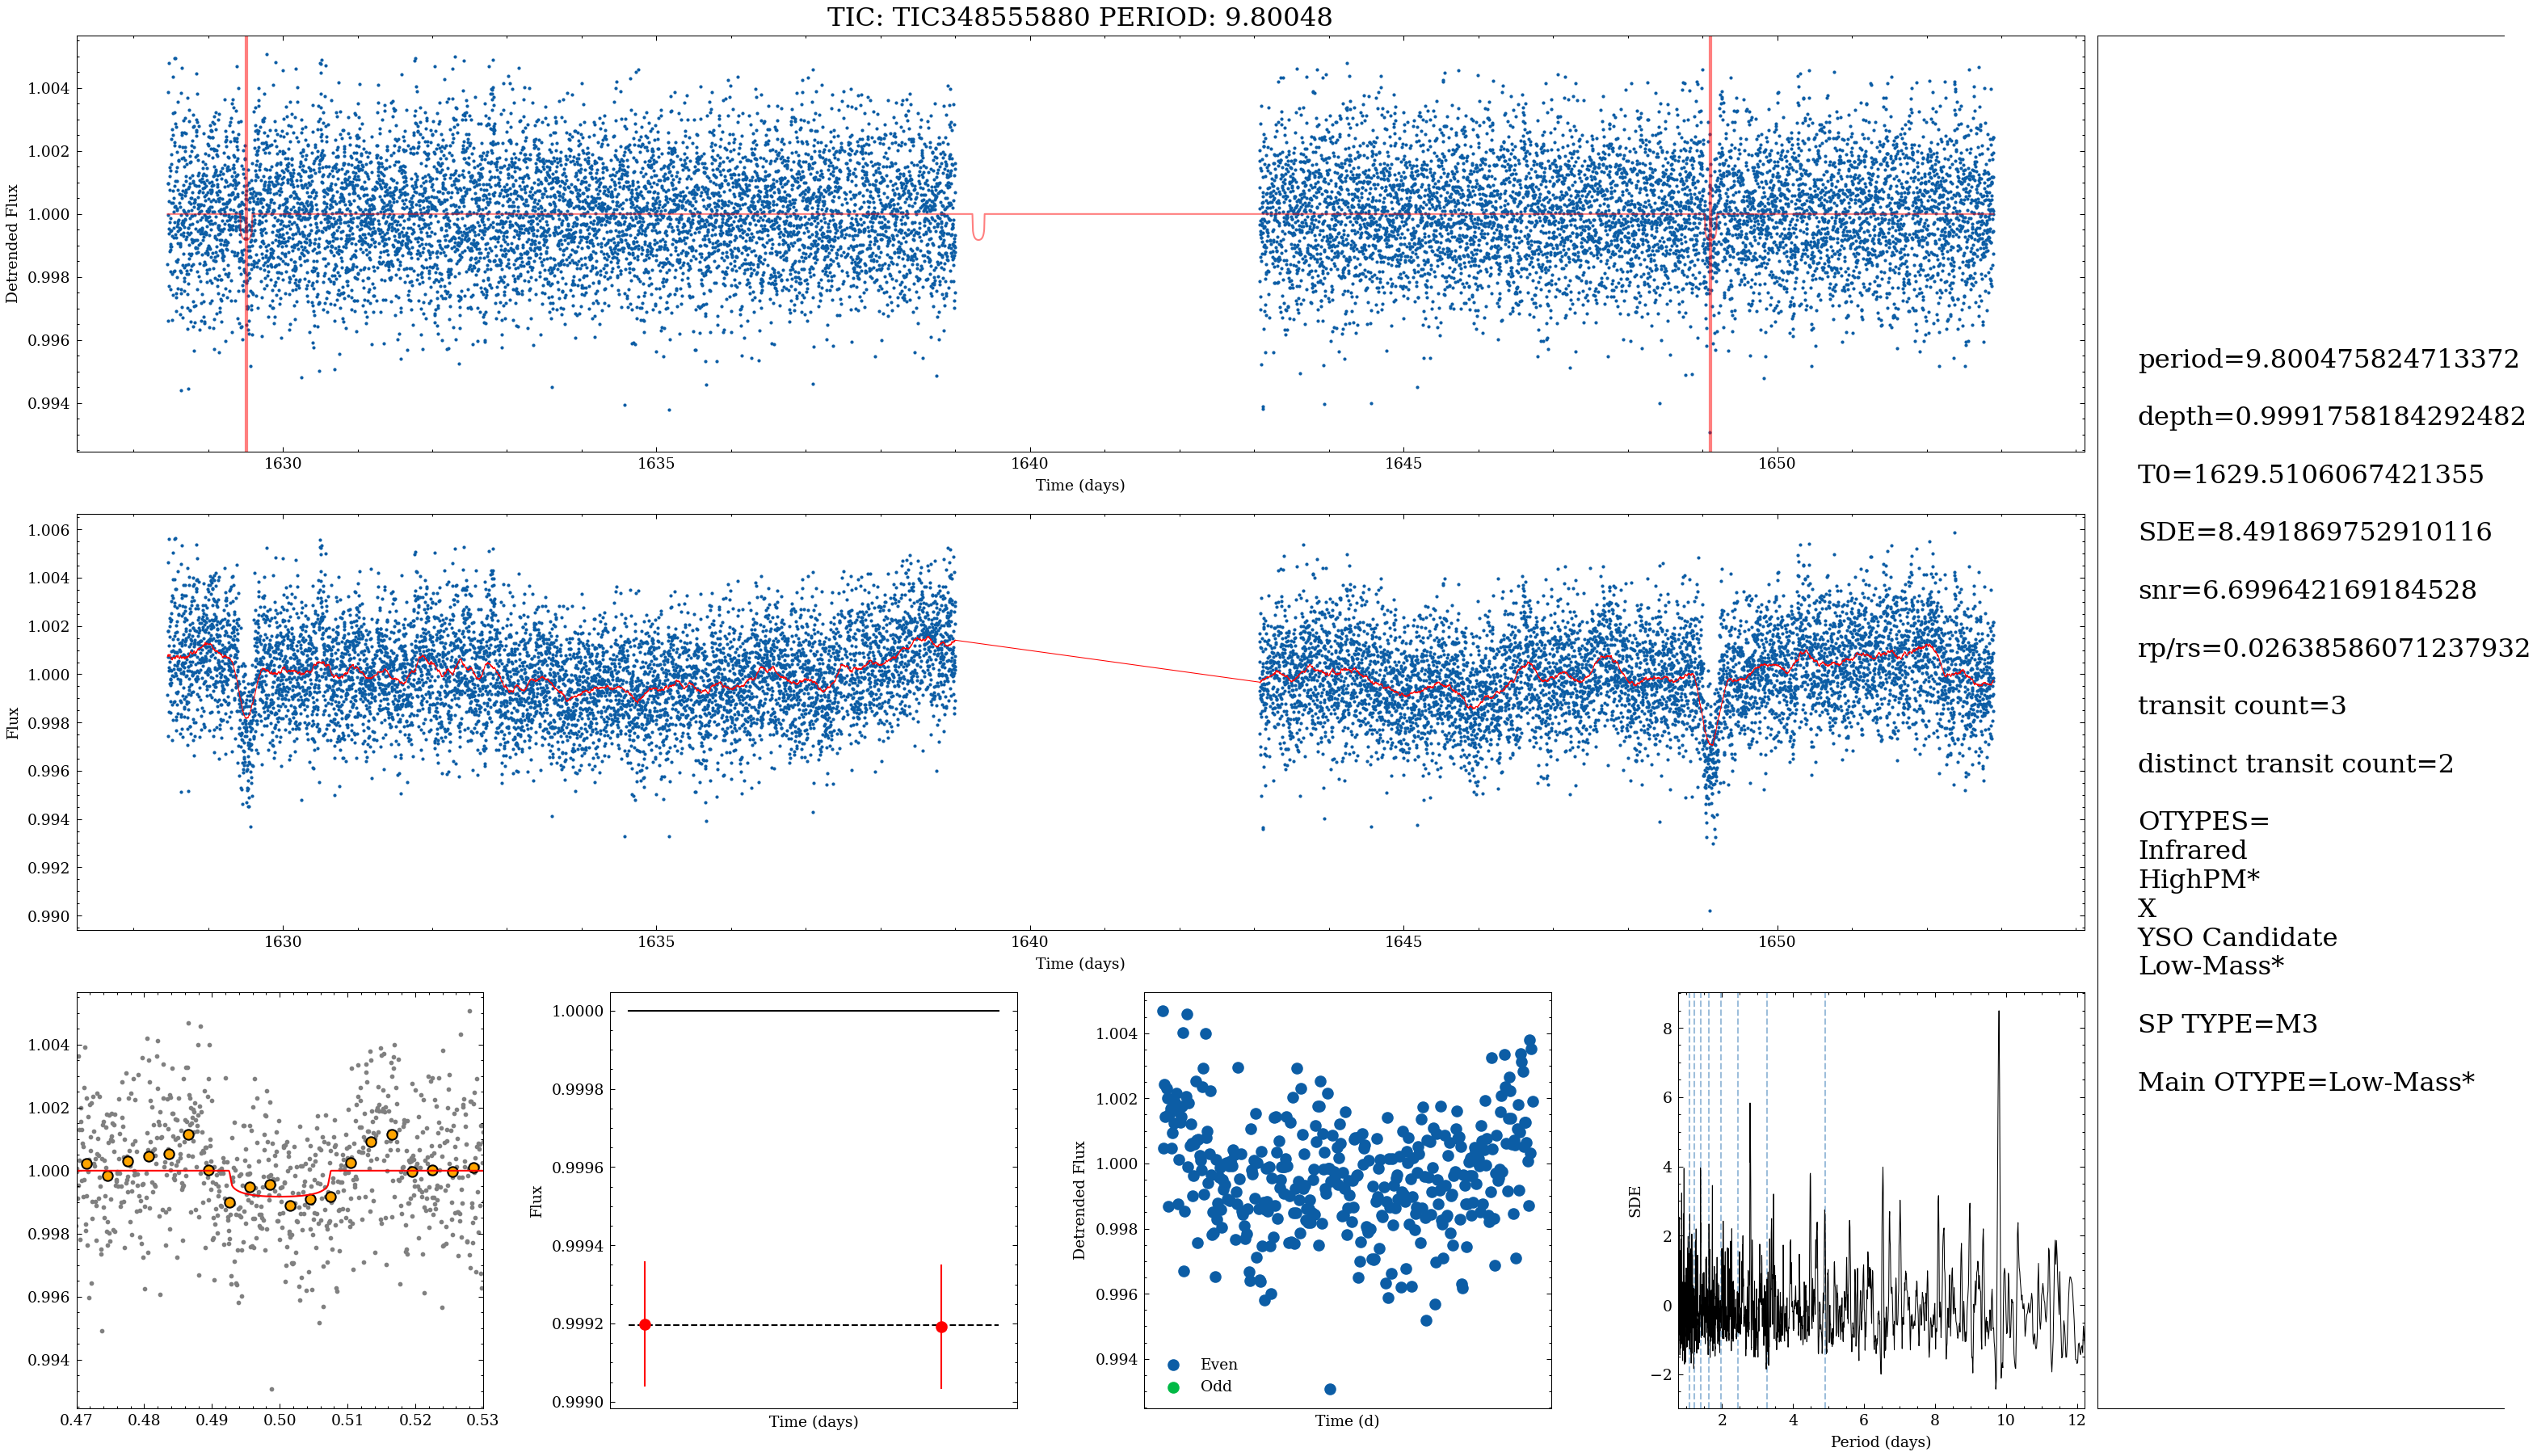 TIC: TIC348555880 PERIOD: 9.80048
1.004
1.002
1.000
0.998
0.996
0.994
Detrended Flux
1630
1635
1640
1645
1650
Time (days)
1.006
1.004
1.002
1.000
0.998
0.996
0.994
0.992
0.990
Flux
1630
1635
1640
1645
1650
Time (days)
1.004
1.002
1.000
0.998
0.996
0.994
0.47
0.48
0.49
0.50
0.51
0.52
0.53
1.0000
0.9998
0.9996
0.9994
0.9992
0.9990
Flux
Time (days)
1.004
1.002
1.000
0.998
0.996
0.994
Detrended Flux
Even
Odd
Time (d)
8
6
4
2
0
−2
SDE
2
4
6
8
10
12
Period (days)
period=9.800475824713372
depth=0.9991758184292482
T0=1629.5106067421355
SDE=8.491869752910116
snr=6.699642169184528
rp/rs=0.02638586071237932
transit count=3
distinct transit count=2
OTYPES=
Infrared
HighPM*
X
YSO Candidate
Low-Mass*
SP TYPE=M3
Main OTYPE=Low-Mass*